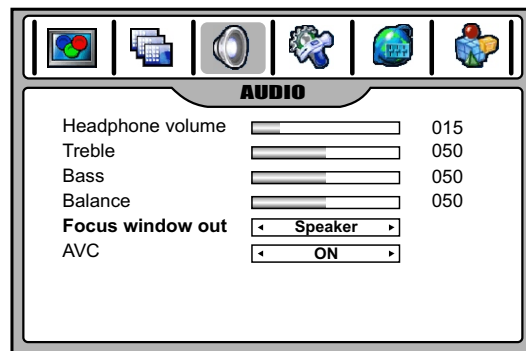 AUDIO
Headphone volume 015
Treble 050
Bass 050
Balance 050
Focus window out Speaker
AVC ON